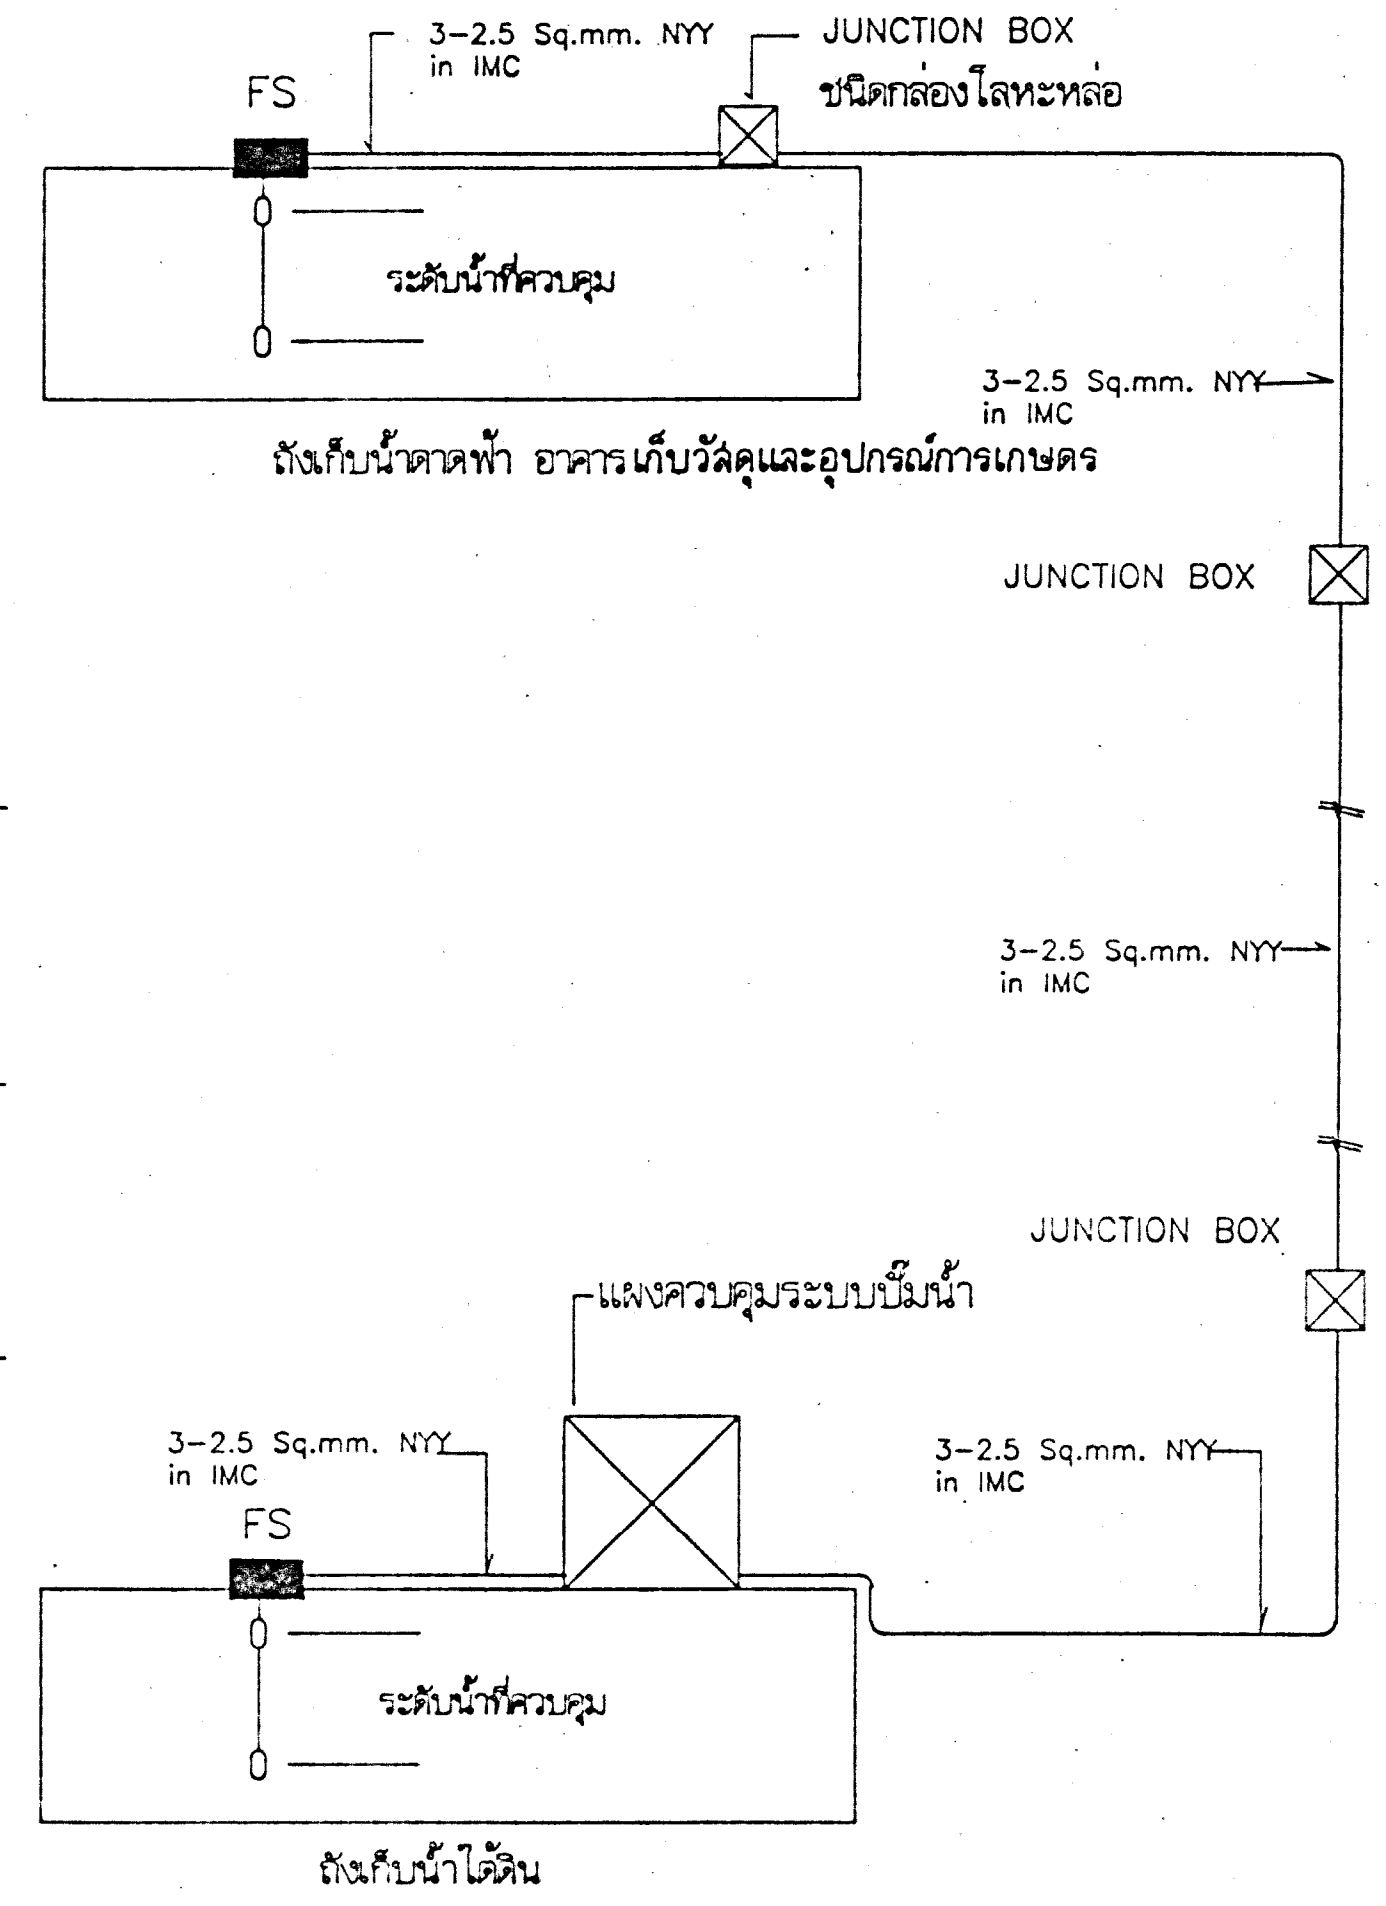 3-2.5 Sq.mm. NYY
in IMC
JUNCTION BOX
ชนิดกล่องโลหะหล่อ
FS
ระดับน้ำที่ควบคุม
3-2.5 Sq.mm. NYY
in IMC
ถังเก็บน้ำดาดฟ้า อาคารเก็บวัสดุและอุปกรณ์การเกษตร
JUNCTION BOX
3-2.5 Sq.mm. NYY
in IMC
JUNCTION BOX
แผงควบคุมระบบปั๊มน้ำ
3-2.5 Sq.mm. NYY
in IMC
3-2.5 Sq.mm. NYY
in IMC
FS
ระดับน้ำที่ควบคุม
ถังเก็บน้ำใต้ดิน